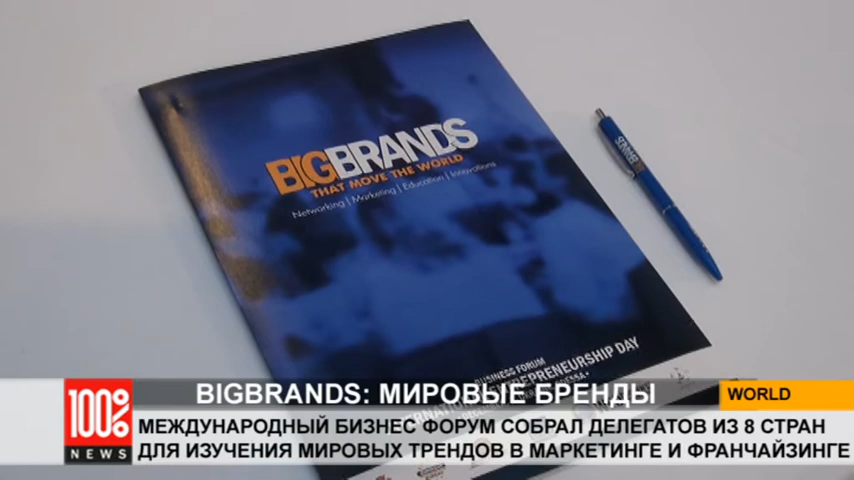 BIGBRANDS
THAT MOVE THE WORLD
Networking | Marketing | Education | Innovations
BUSINESS FORUM
ENTREPRENEURSHIP DAY
BIGBRANDS: МИРОВЫЕ БРЕНДЫ
WORLD
100%
NEWS
МЕЖДУНАРОДНЫЙ БИЗНЕС ФОРУМ СОБРАЛ ДЕЛЕГАТОВ ИЗ 8 СТРАН
ДЛЯ ИЗУЧЕНИЯ МИРОВЫХ ТРЕНДОВ В МАРКЕТИНГЕ И ФРАНЧАЙЗИНГЕ